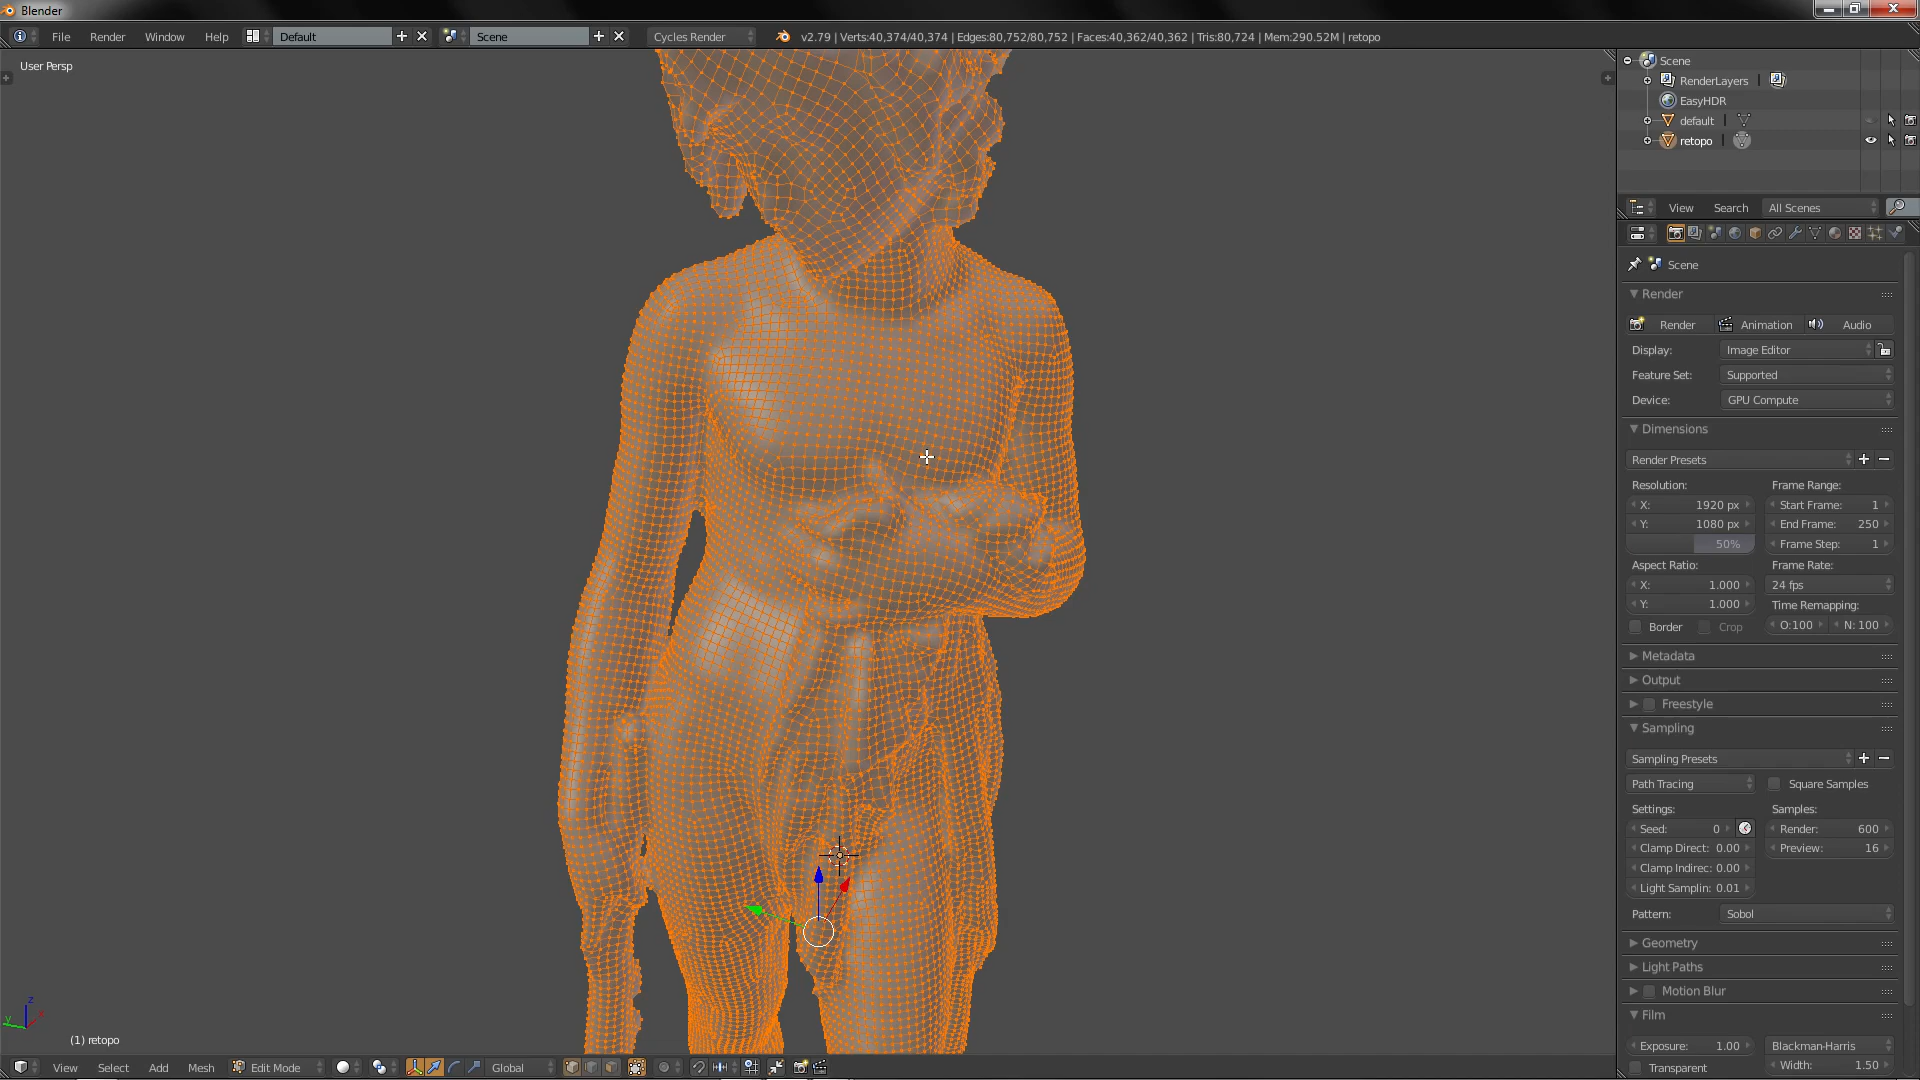 Blender
File Render Window Help Default Scene Cycles Render v2.79 | Verts:40,374/40,374 | Edges:80,752/80,752 | Faces:40,362/40,362 | Tris:80,724 | Mem:290.52M | retopo
User Persp
Scene
RenderLayers
EasyHDR
default
retopo
View Search All Scenes
Scene
Render
Render Animation Audio
Display: Image Editor
Feature Set: Supported
Device: GPU Compute
Dimensions
Render Presets
Resolution: Frame Range:
X: 1920 px Start Frame: 1
Y: 1080 px End Frame: 250
50% Frame Step: 1
Aspect Ratio: Frame Rate:
X: 1.000 24 fps
Y: 1.000 Time Remapping:
Border Crop O:100 N: 100
Metadata
Output
Freestyle
Sampling
Sampling Presets
Path Tracing Square Samples
Settings: Samples:
Seed: 0 Render: 600
Clamp Direct: 0.00 Preview: 16
Clamp Indirec: 0.00
Light Samplin: 0.01
Pattern: Sobol
Geometry
Light Paths
Motion Blur
Film
Exposure: 1.00 Blackman-Harris
Transparent Width: 1.50
z
y
(1) retopo
View Select Add Mesh Edit Mode Global